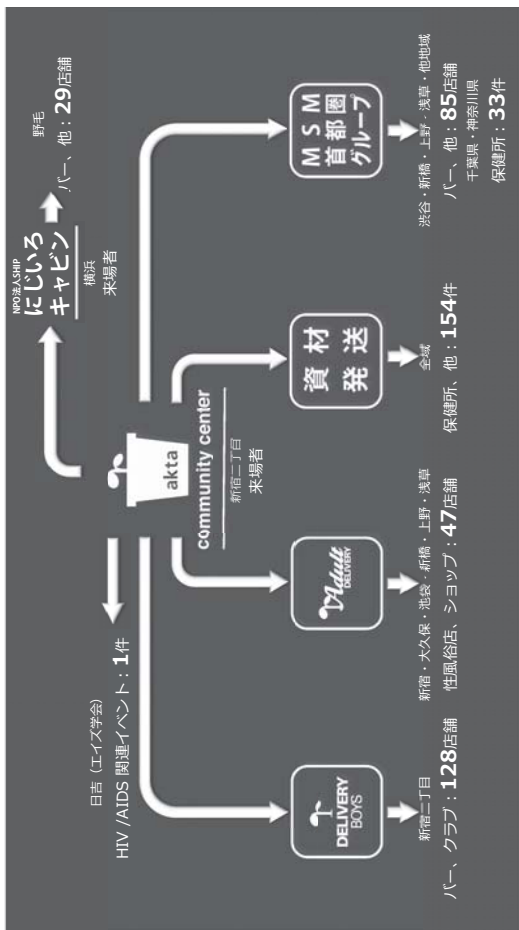 NPO法人SHIP
にじいろ
キャビン
横浜
来場者
野毛
バー、他：29店舗
日吉（エイズ学会）
HIV /AIDS 関連イベント：1件
akta
community center
新宿二丁目
来場者
DELIVERY
BOYS
新宿二丁目
バー、クラブ：128店舗
Adult
DELIVERY
新宿・大久保・池袋・新橋・上野・浅草
性風俗店、ショップ：47店舗
資材
発送
全域
保健所、他：154件
MSM
首都圏
グループ
渋谷・新橋・上野・浅草・他地域
バー、他：85店舗
千葉県・神奈川県
保健所：33件